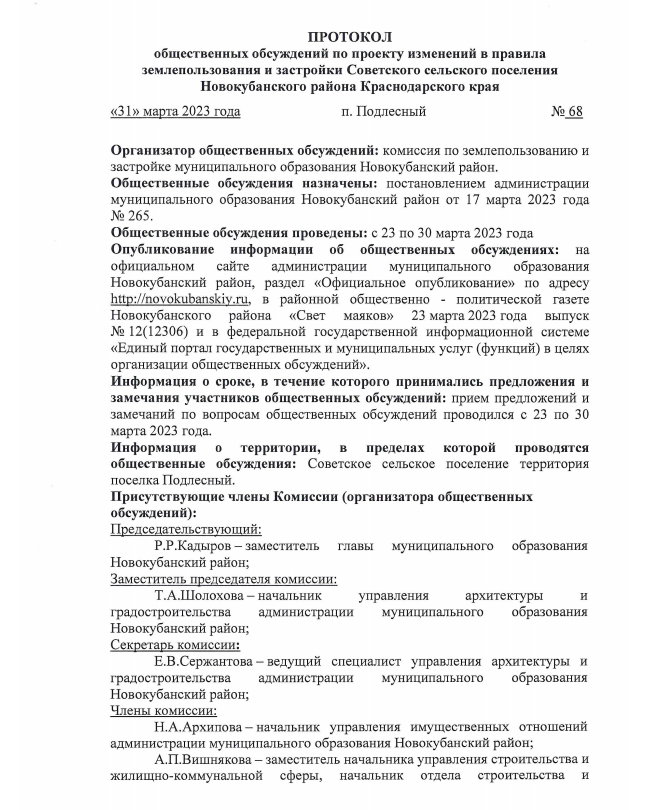 ПРОТОКОЛ
общественных обсуждений по проекту изменений в правила
землепользования и застройки Советского сельского поселения
Новокубанского района Краснодарского края
«31» марта 2023 года п. Подлесный № 68
Организатор общественных обсуждений: комиссия по землепользованию и
застройке муниципального образования Новокубанский район.
Общественные обсуждения назначены: постановлением администрации
муниципального образования Новокубанский район от 17 марта 2023 года
№ 265.
Общественные обсуждения проведены: с 23 по 30 марта 2023 года
Опубликование информации об общественных обсуждениях: на
официальном сайте администрации муниципального образования
Новокубанский район, раздел «Официальное опубликование» по адресу
http://novokubanskiy.ru, в районной общественно - политической газете
Новокубанского района «Свет маяков» 23 марта 2023 года выпуск
№ 12(12306) и в федеральной государственной информационной системе
«Единый портал государственных и муниципальных услуг (функций) в целях
организации общественных обсуждений».
Информация о сроке, в течение которого принимались предложения и
замечания участников общественных обсуждений: прием предложений и
замечаний по вопросам общественных обсуждений проводился с 23 по 30
марта 2023 года.
Информация о территории, в пределах которой проводятся
общественные обсуждения: Советское сельское поселение территория
поселка Подлесный.
Присутствующие члены Комиссии (организатора общественных
обсуждений):
Председательствующий:
Р.Р.Кадыров – заместитель главы муниципального образования
Новокубанский район;
Заместитель председателя комиссии:
Т.А.Шолохова – начальник управления архитектуры и
градостроительства администрации муниципального образования
Новокубанский район;
Секретарь комиссии:
Е.В.Сержантова – ведущий специалист управления архитектуры и
градостроительства администрации муниципального образования
Новокубанский район;
Члены комиссии:
Н.А.Архипова – начальник управления имущественных отношений
администрации муниципального образования Новокубанский район;
А.П.Вишнякова – заместитель начальника управления строительства и
жилищно-коммунальной сферы, начальник отдела строительства и